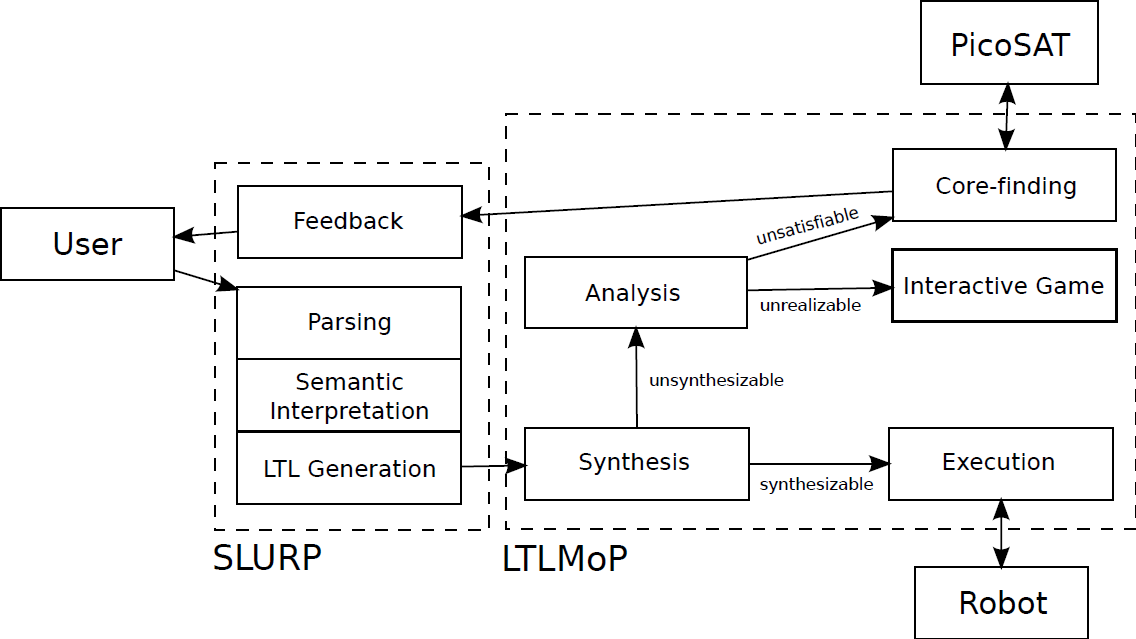 PicoSAT
Core-finding
Feedback
unsatisfiable
User
Analysis
Interactive Game
unrealizable
Parsing
unsynthesizable
Semantic
Interpretation
LTL Generation
Synthesis
Execution
synthesizable
SLURP
LTLMoP
Robot